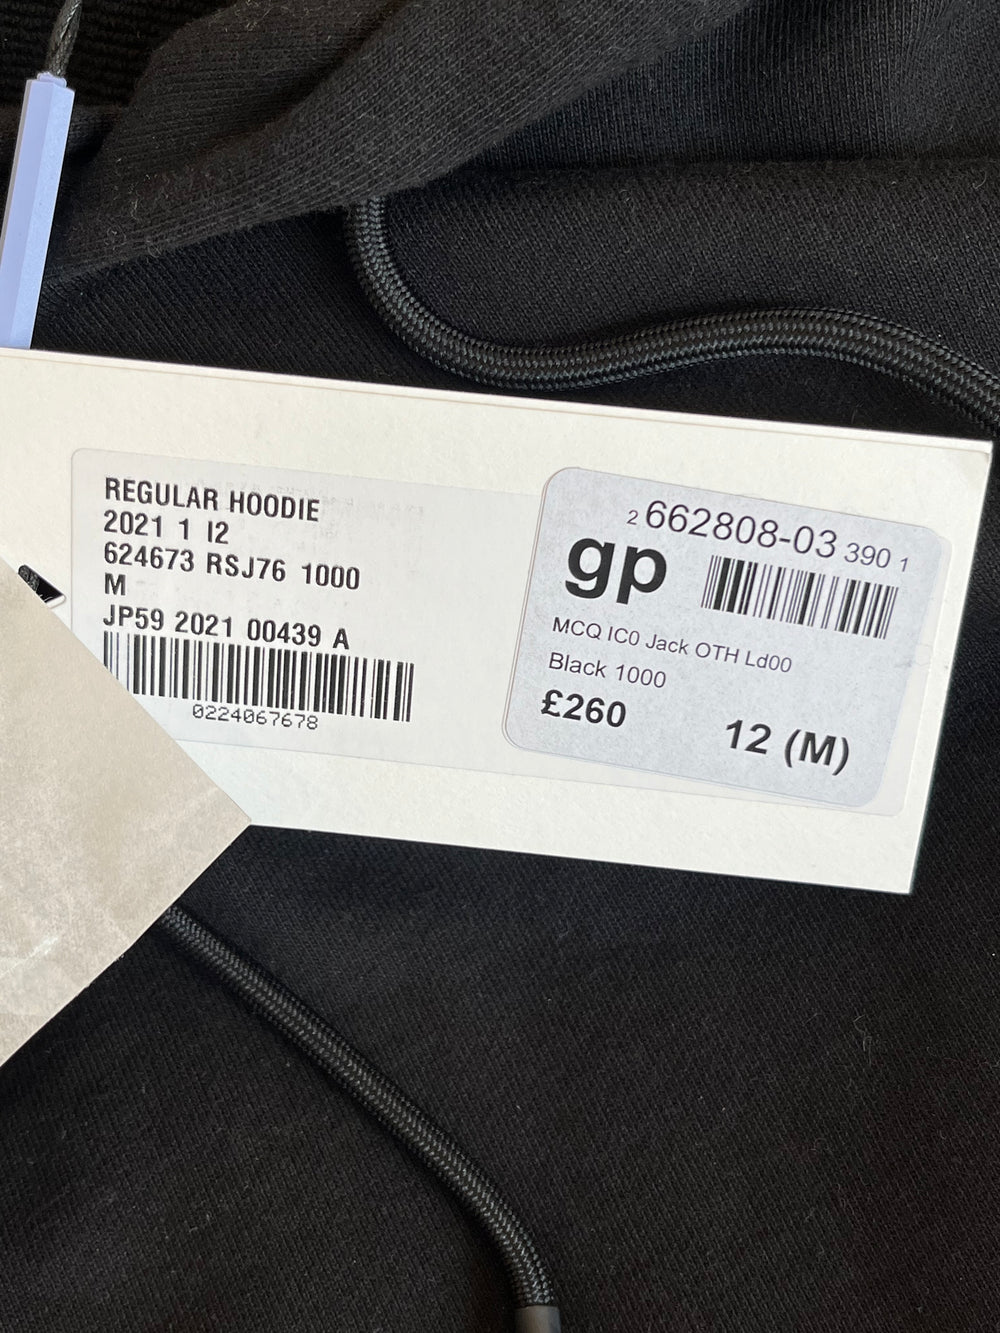 REGULAR HOODIE
2021 1 I2
624673 RSJ76 1000
M
JP59 2021 00439 A
0224067678
2 662808-03 390 1
gp
MCQ IC0 Jack OTH Ld00
Black 1000
£260
12 (M)